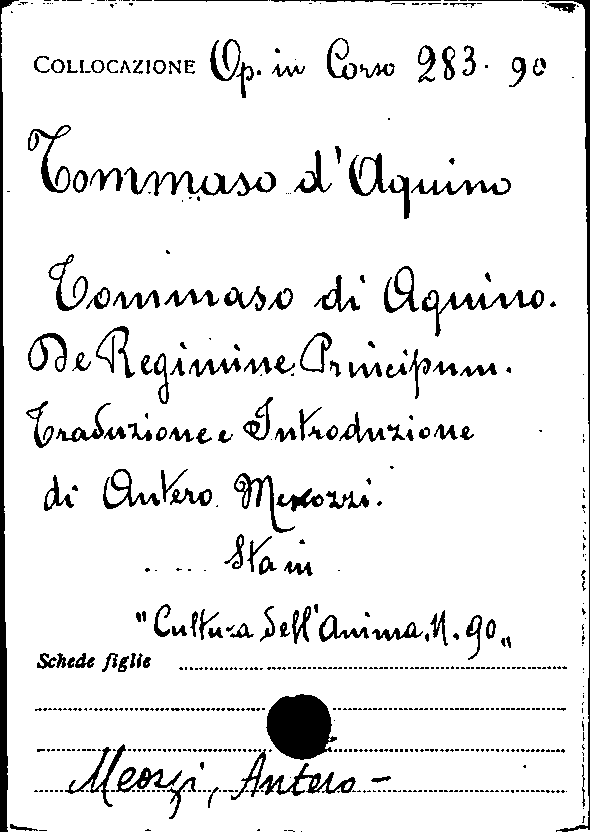 COLLOCAZIONE Op. in Corso 283. 90
Tommaso d'Aquino
Tommaso di Aquino.
De Regimine Principum.
Traduzione e Introduzione
di Antero
..... Sta in
"Cultura dell'Anima, N. 90„
Schede figlie
Meozzi, Antero –